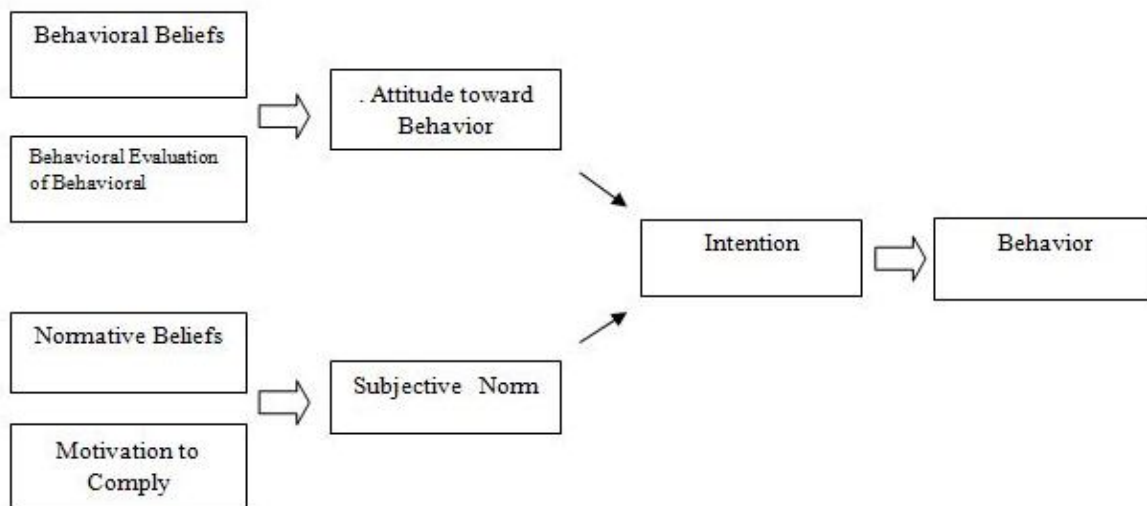 Behavioral Beliefs
. Attitude toward
Behavior
Behavioral Evaluation
of Behavioral
Intention
Behavior
Normative Beliefs
Subjective Norm
Motivation to
Comply